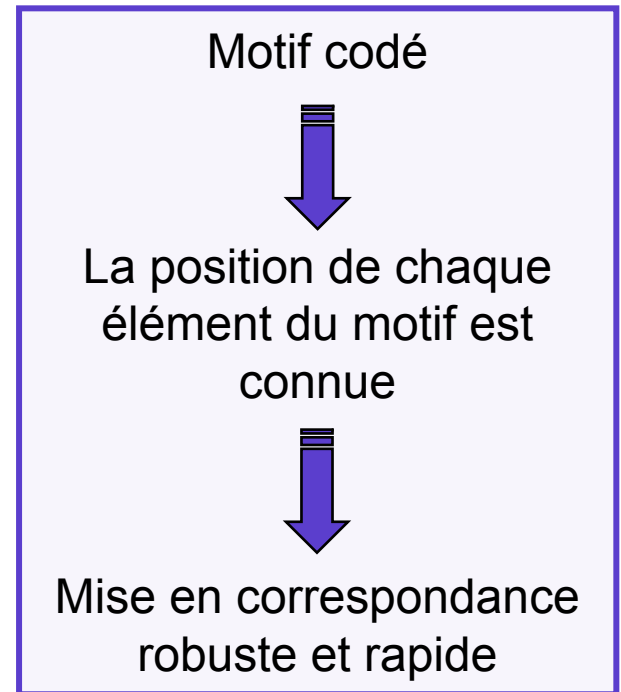 Motif codé
La position de chaque
élément du motif est
connue
Mise en correspondance
robuste et rapide